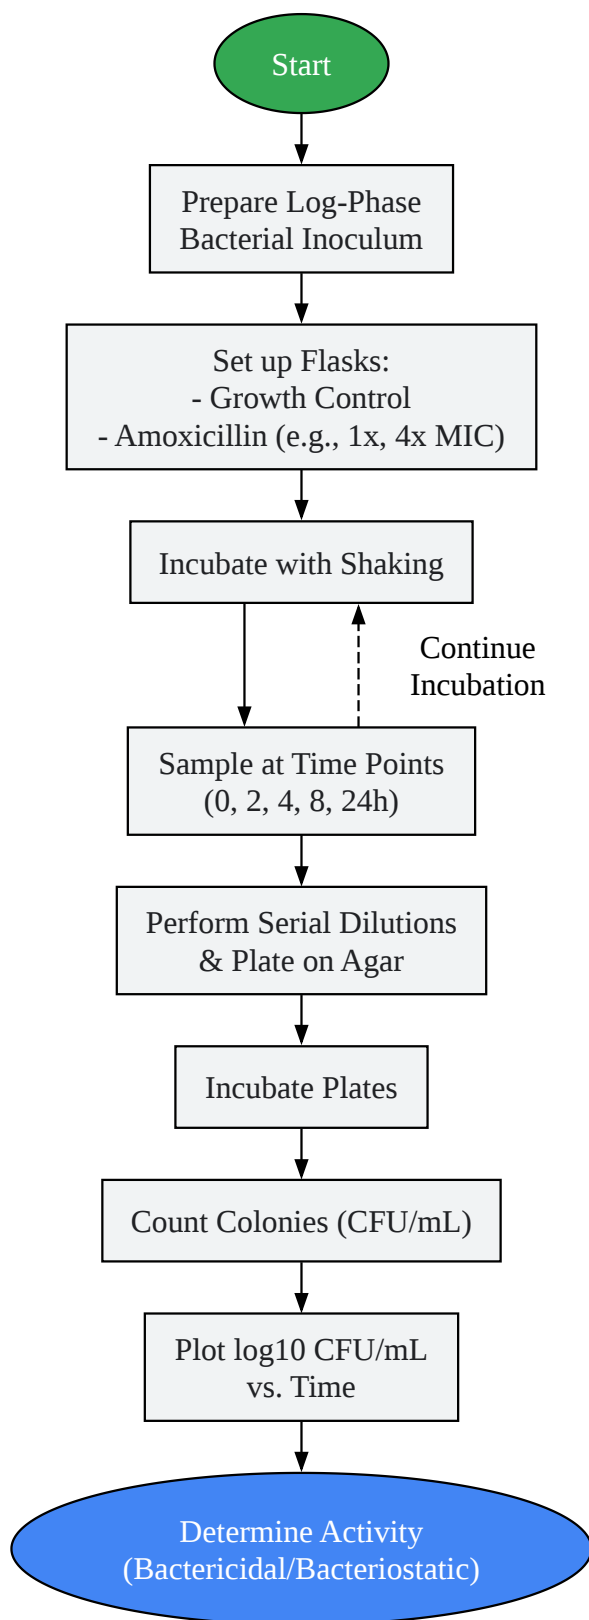 Start
Prepare Log-Phase
Bacterial Inoculum
Set up Flasks:
- Growth Control
- Amoxicillin (e.g., 1x, 4x MIC)
Incubate with Shaking
Continue
Incubation
Sample at Time Points
(0, 2, 4, 8, 24h)
Perform Serial Dilutions
& Plate on Agar
Incubate Plates
Count Colonies (CFU/mL)
Plot log10 CFU/mL
vs. Time
Determine Activity
(Bactericidal/Bacteriostatic)